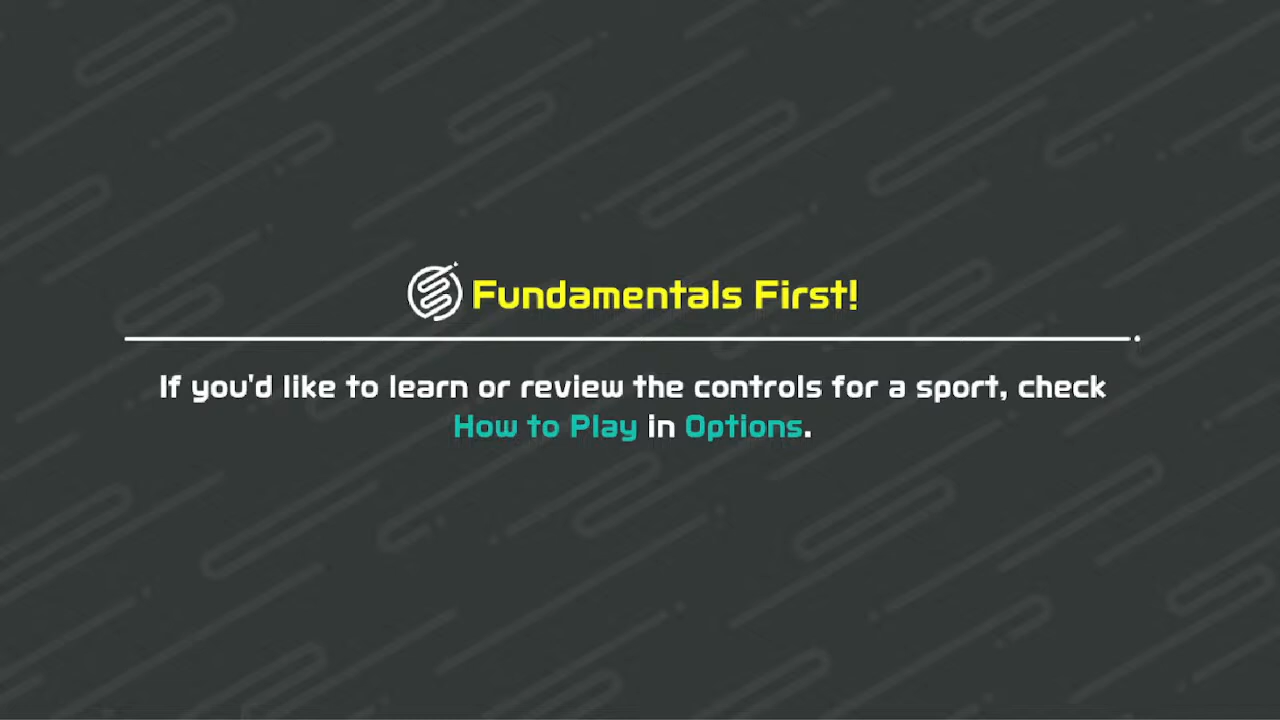 Fundamentals First!
If you'd like to learn or review the controls for a sport, check
How to Play in Options.